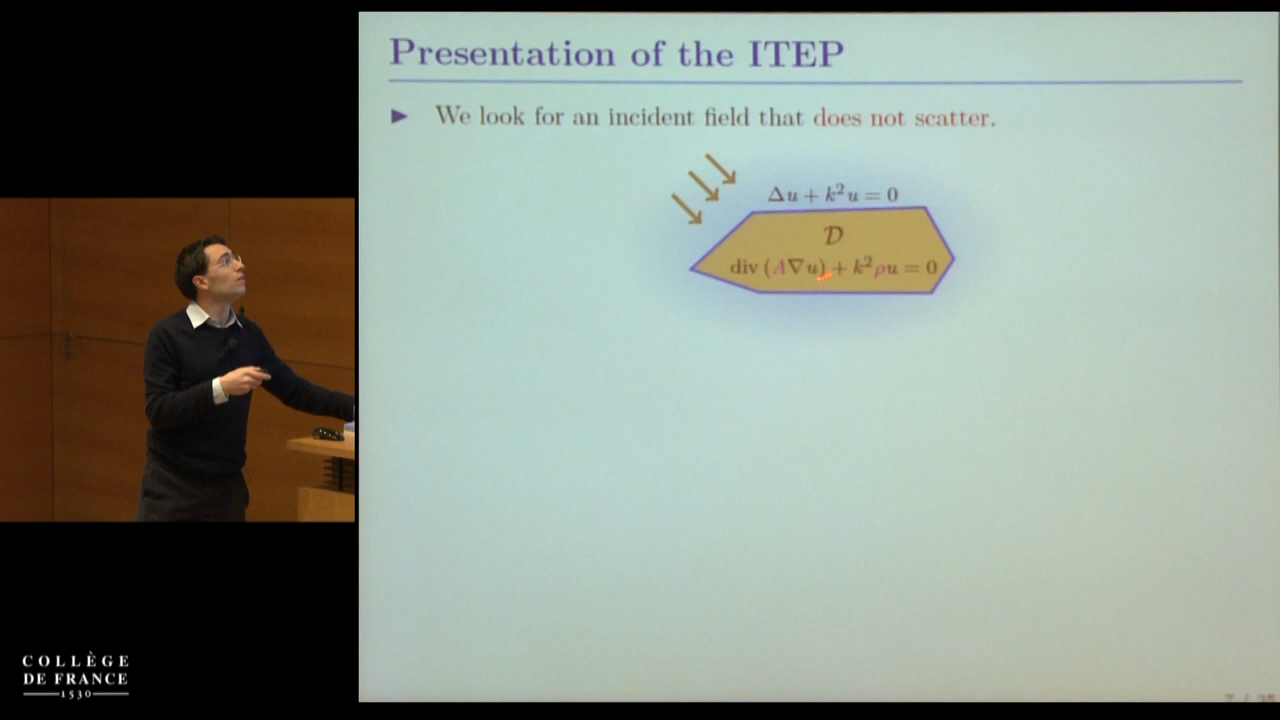 Presentation of the ITEP
► We look for an incident field that does not scatter.
Δu + k²u = 0
𝒟
div (A∇u) + k²ρu = 0
COLLÈGE
DE FRANCE
1530